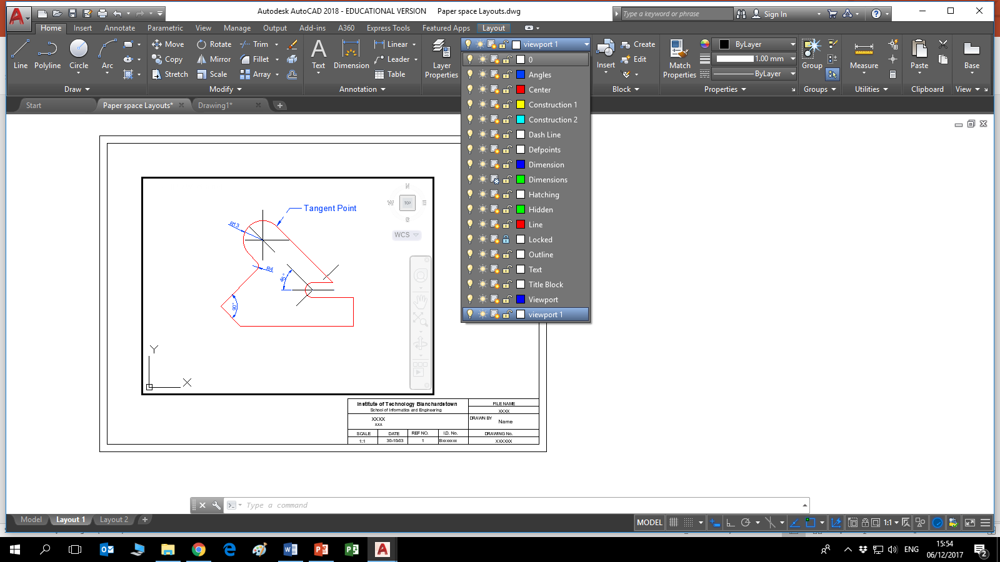 Autodesk AutoCAD 2018 - EDUCATIONAL VERSION Paper space Layouts.dwg
Type a keyword or phrase
Sign In
Home Insert Annotate Parametric View Manage Output Add-ins A360 Express Tools Featured Apps Layout
Line Polyline Circle Arc
Move Rotate Trim
Copy Mirror Fillet
Stretch Scale Array
Text Dimension
Linear
Leader
Table
Layer Properties
viewport 1
Insert
Create
Edit
Match Properties
ByLayer
1.00 mm
ByLayer
Group
Measure
Paste
Base
Draw Modify Annotation Block Properties Groups Utilities Clipboard View
Start Paper space Layouts* Drawing1*
0
Angles
Center
Construction 1
Construction 2
Dash Line
Defpoints
Dimension
Dimensions
Hatching
Hidden
Line
Locked
Outline
Text
Title Block
Viewport
viewport 1
N
W TOP E
S
WCS
Tangent Point
R13
R4
45°
90°
Y
X
Institute of Technology Blanchardstown
School of Informatics and Engineering
FILE NAME
XXXX
XXXX
XXX
DRAWN BY
Name
SCALE DATE REF NO. I.D. No. DRAWING No.
1:1 30-10-03 1 Bxxxxxx XXXXXX
Type a command
Model Layout 1 Layout 2
MODEL
1:1
ENG
15:54
06/12/2017
2